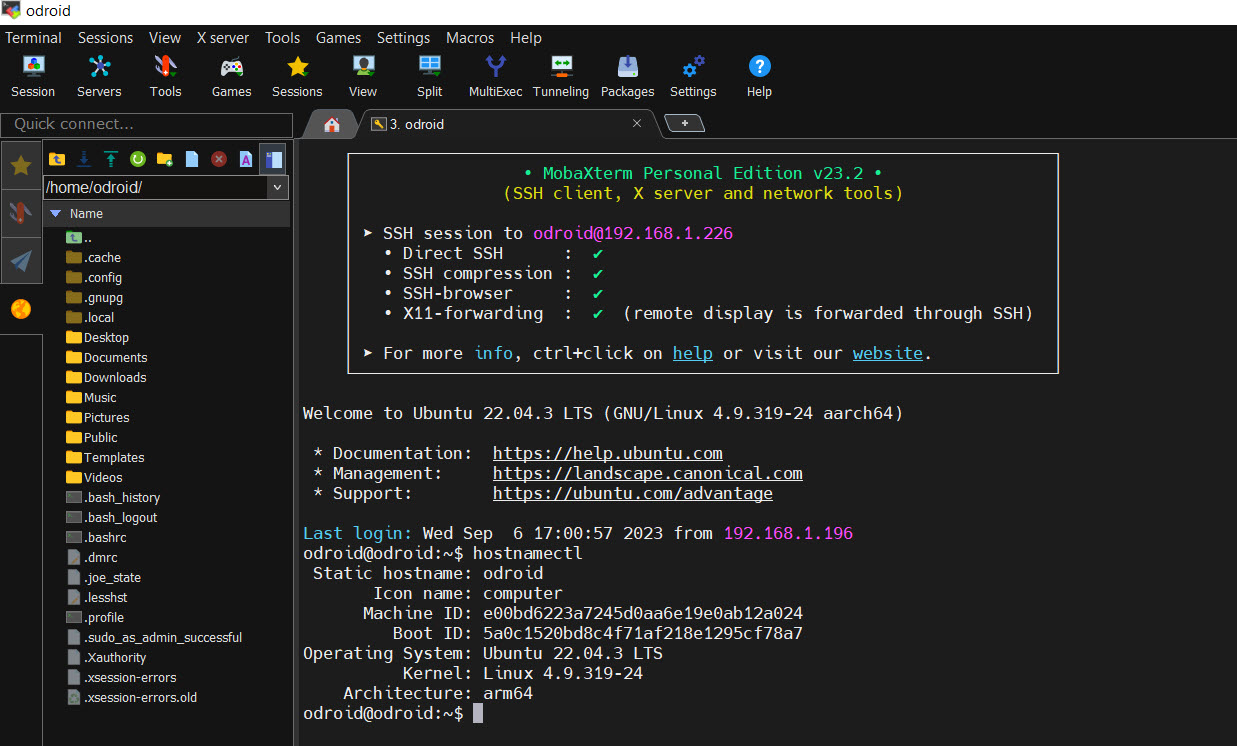 odroid
Terminal Sessions View X server Tools Games Settings Macros Help
Session Servers Tools Games Sessions View Split MultiExec Tunneling Packages Settings Help
Quick connect...
3. odroid
/home/odroid/
Name
..
.cache
.config
.gnupg
.local
Desktop
Documents
Downloads
Music
Pictures
Public
Templates
Videos
.bash_history
.bash_logout
.bashrc
.dmrc
.joe_state
.lesshst
.profile
.sudo_as_admin_successful
.Xauthority
.xsession-errors
.xsession-errors.old
• MobaXterm Personal Edition v23.2 •
(SSH client, X server and network tools)
➤ SSH session to odroid@192.168.1.226
• Direct SSH : ✔
• SSH compression : ✔
• SSH-browser : ✔
• X11-forwarding : ✔ (remote display is forwarded through SSH)
➤ For more info, ctrl+click on help or visit our website.
Welcome to Ubuntu 22.04.3 LTS (GNU/Linux 4.9.319-24 aarch64)
* Documentation: https://help.ubuntu.com
* Management: https://landscape.canonical.com
* Support: https://ubuntu.com/advantage
Last login: Wed Sep 6 17:00:57 2023 from 192.168.1.196
odroid@odroid:~$ hostnamectl
Static hostname: odroid
Icon name: computer
Machine ID: e00bd6223a7245d0aa6e19e0ab12a024
Boot ID: 5a0c1520bd8c4f71af218e1295cf78a7
Operating System: Ubuntu 22.04.3 LTS
Kernel: Linux 4.9.319-24
Architecture: arm64
odroid@odroid:~$